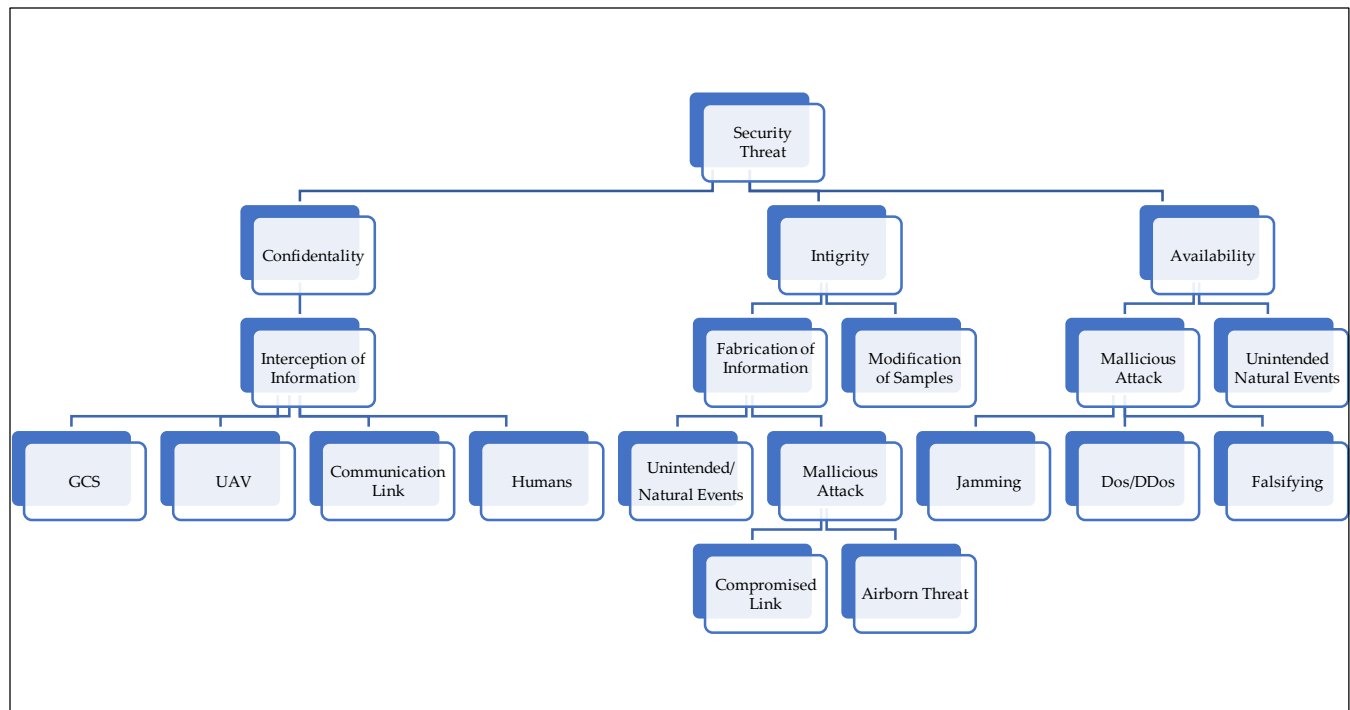 Security
Threat
Confidentality
Intigrity
Availability
Interception of
Information
Fabrication of
Information
Modification
of Samples
Mallicious
Attack
Unintended
Natural Events
GCS
UAV
Communication
Link
Humans
Unintended/
Natural Events
Mallicious
Attack
Jamming
Dos/DDos
Falsifying
Compromised
Link
Airborn Threat